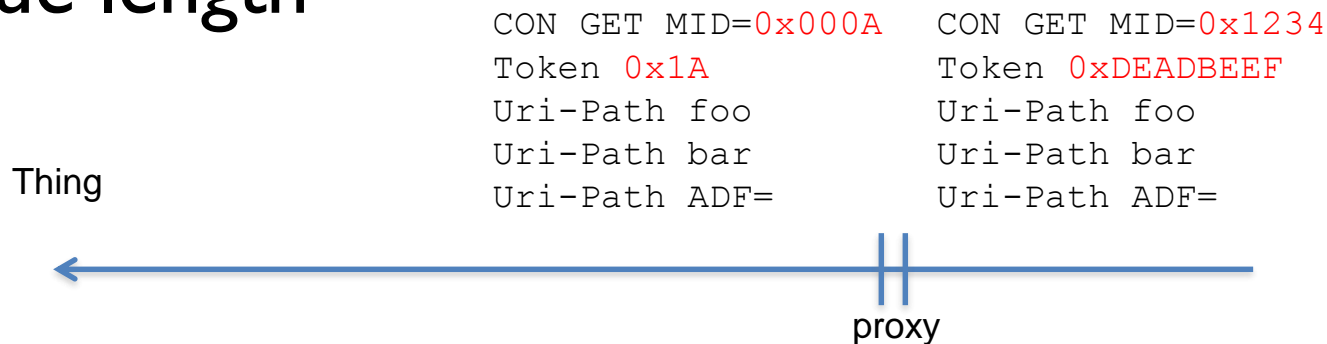 length
CON GET MID=0x000A
Token 0x1A
Uri-Path foo
Uri-Path bar
Uri-Path ADF=
CON GET MID=0x1234
Token 0xDEADBEEF
Uri-Path foo
Uri-Path bar
Uri-Path ADF=
Thing
proxy